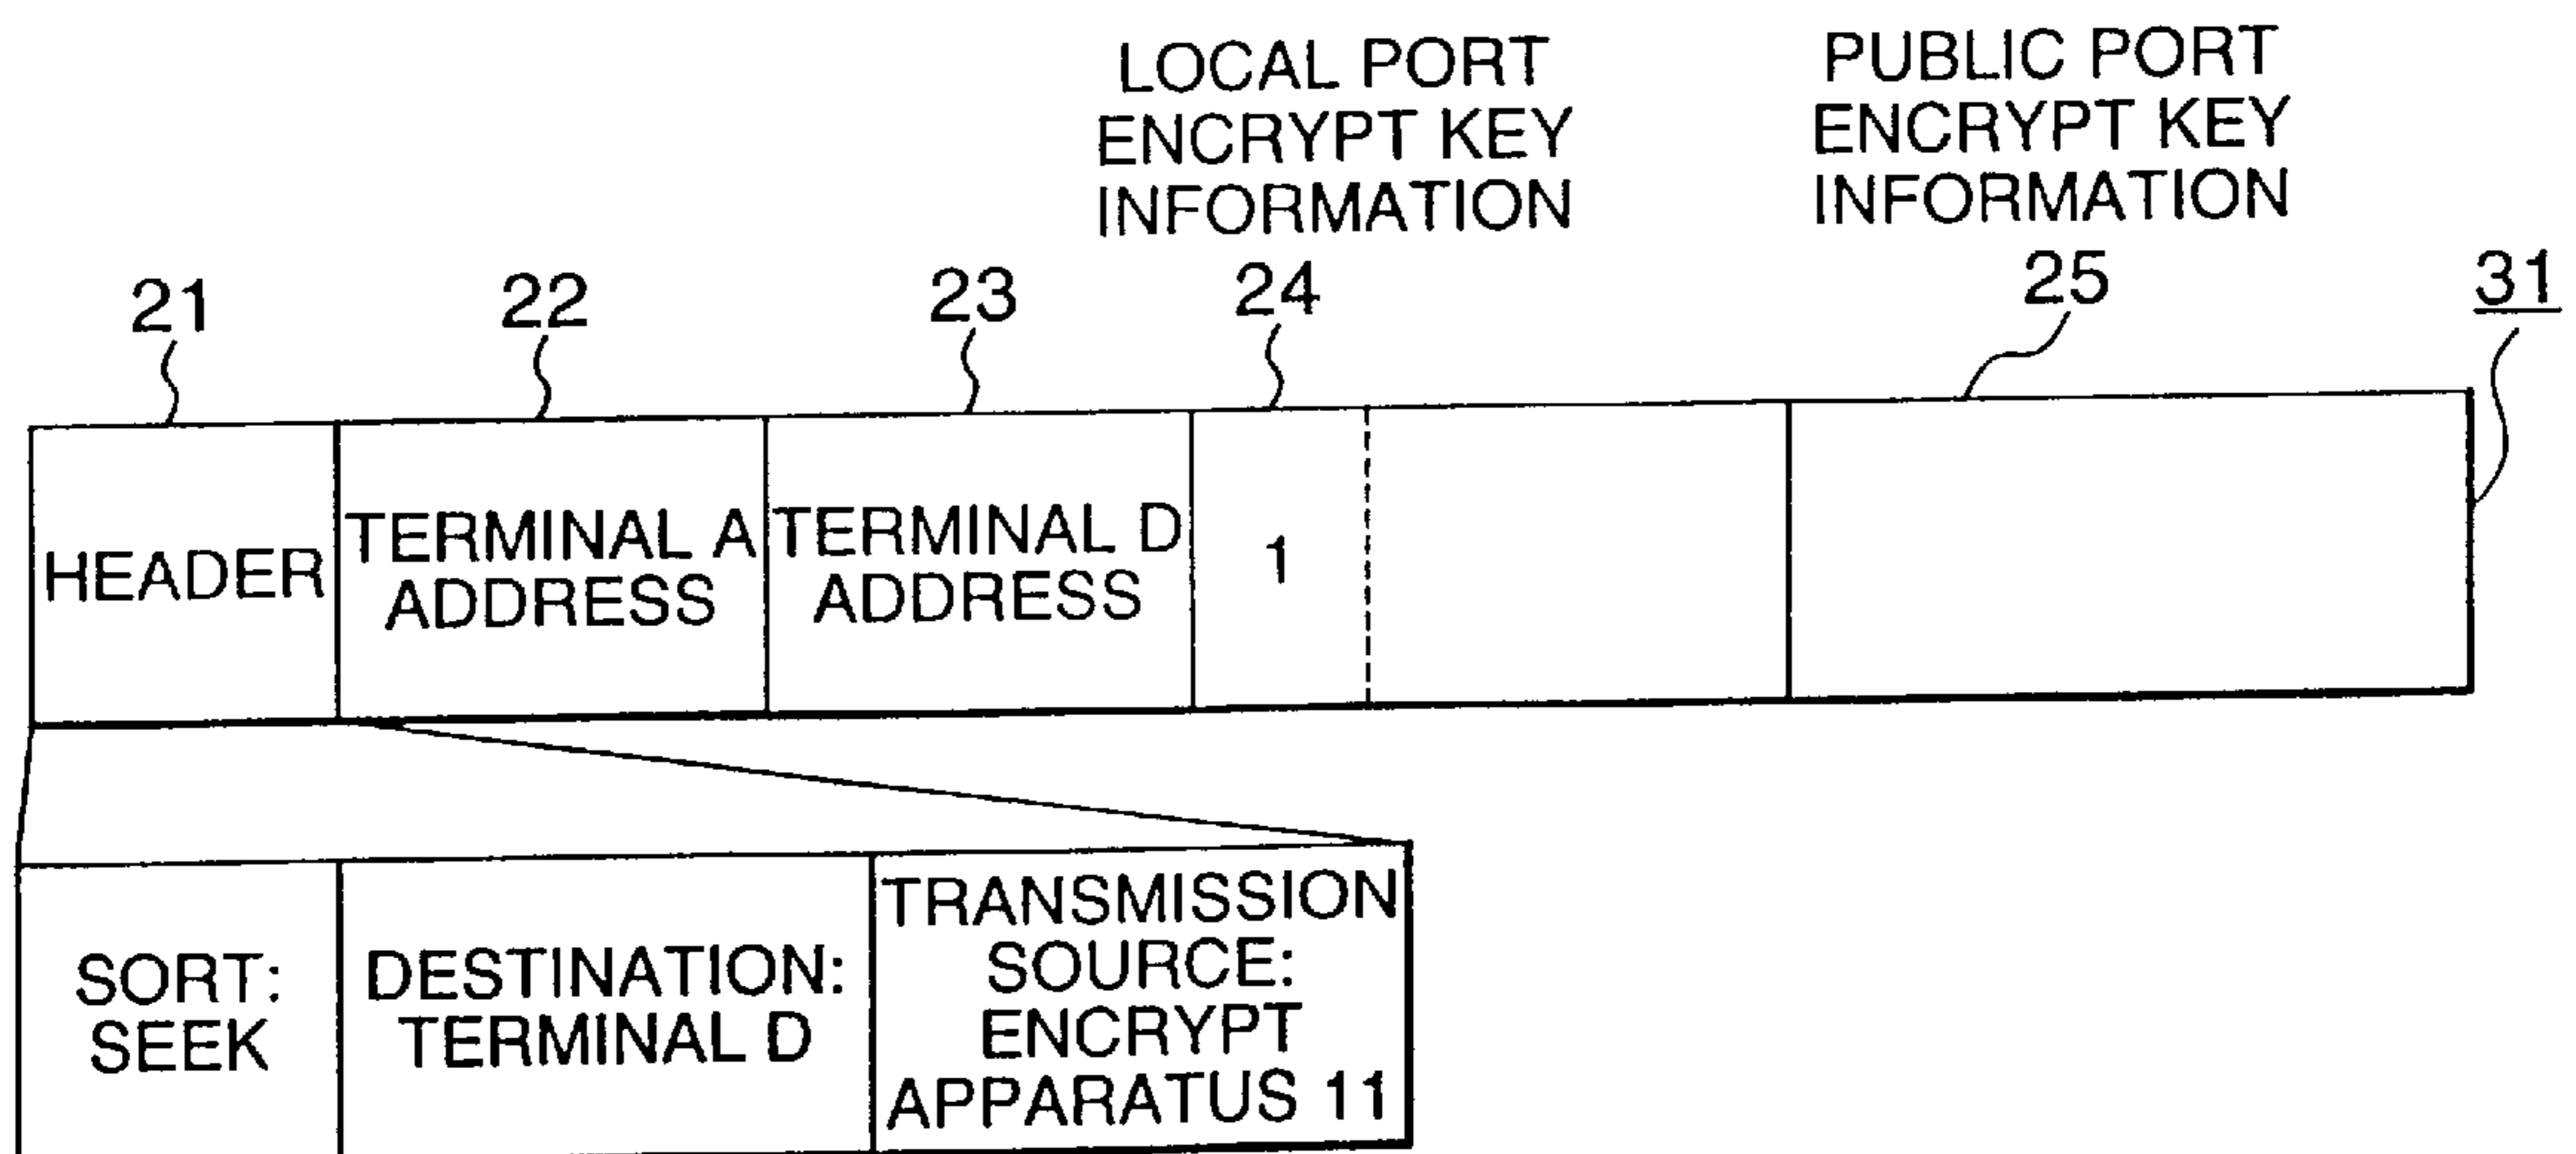 LOCAL PORT
ENCRYPT KEY
INFORMATION
PUBLIC PORT
ENCRYPT KEY
INFORMATION
21
22
23
24
25
31
HEADER
TERMINAL A
ADDRESS
TERMINAL D
ADDRESS
1
SORT:
SEEK
DESTINATION:
TERMINAL D
TRANSMISSION
SOURCE:
ENCRYPT
APPARATUS 11